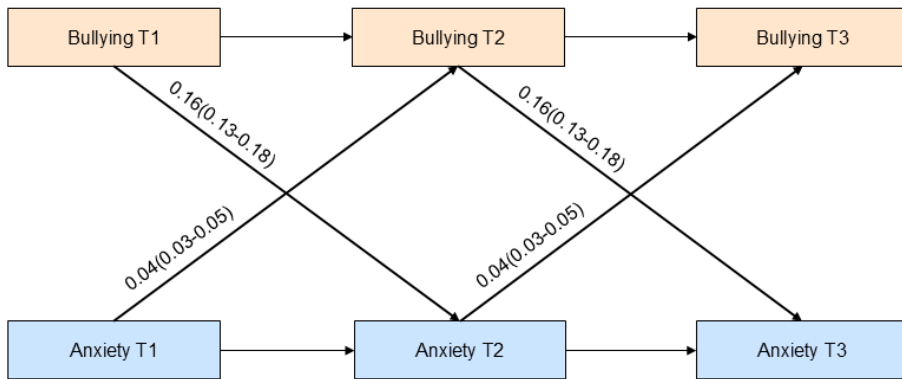 Bullying T1
Bullying T2
Bullying T3
0.16(0.13-0.18)
0.16(0.13-0.18)
0.04(0.03-0.05)
0.04(0.03-0.05)
Anxiety T1
Anxiety T2
Anxiety T3